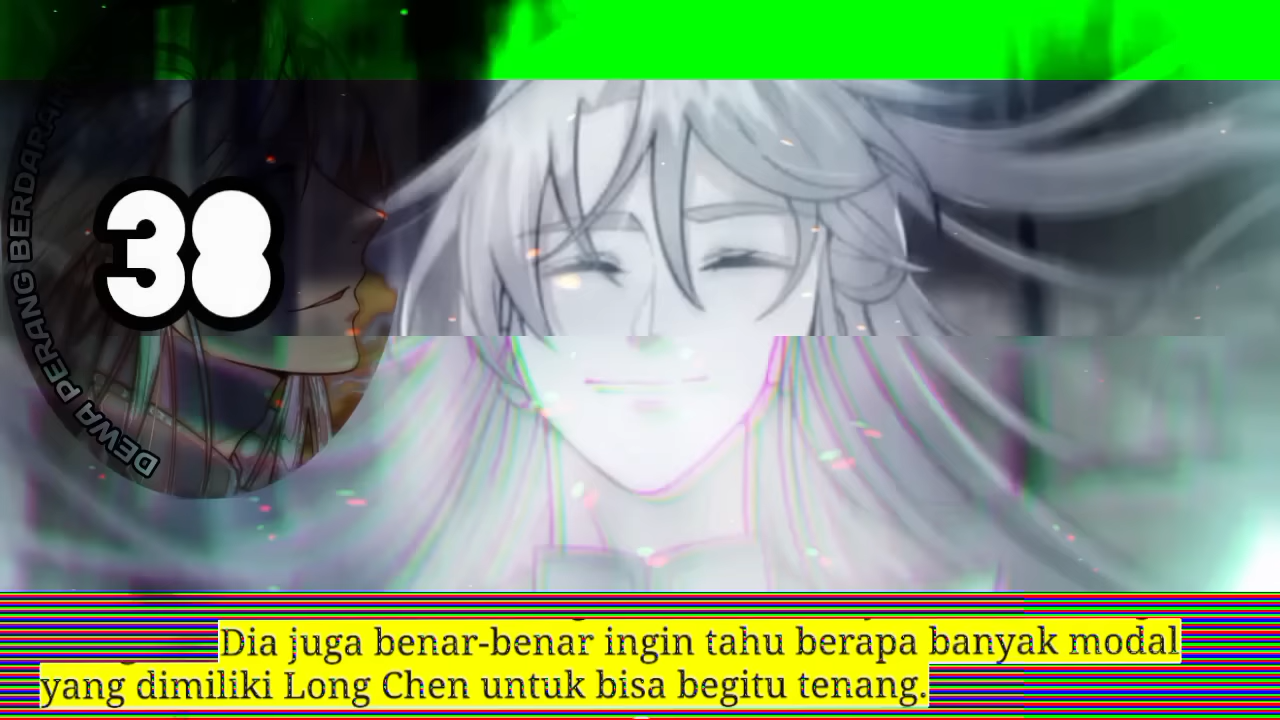 DEWA PERANG BERDARAH
38
Dia juga benar-benar ingin tahu berapa banyak modal
yang dimiliki Long Chen untuk bisa begitu tenang.